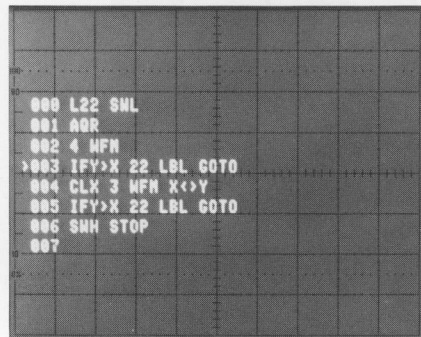 000 L22 SWL
001 AQR
002 4 WFM
>003 IFY>X 22 LBL GOTO
004 CLX 3 WFM X<>Y
005 IFY>X 22 LBL GOTO
006 SWH STOP
007